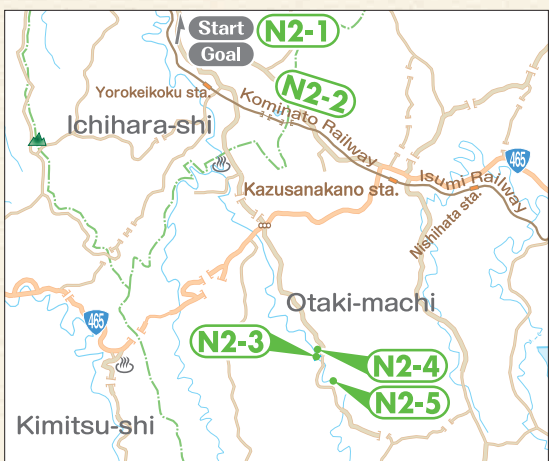 Start
Goal
N2-1
N2-2
Yorokeikoku sta.
Kominato Railway
Ichihara-shi
465
Isumi Railway
Kazusanakano sta.
Nishihata sta.
Otaki-machi
465
N2-3
N2-4
N2-5
Kimitsu-shi